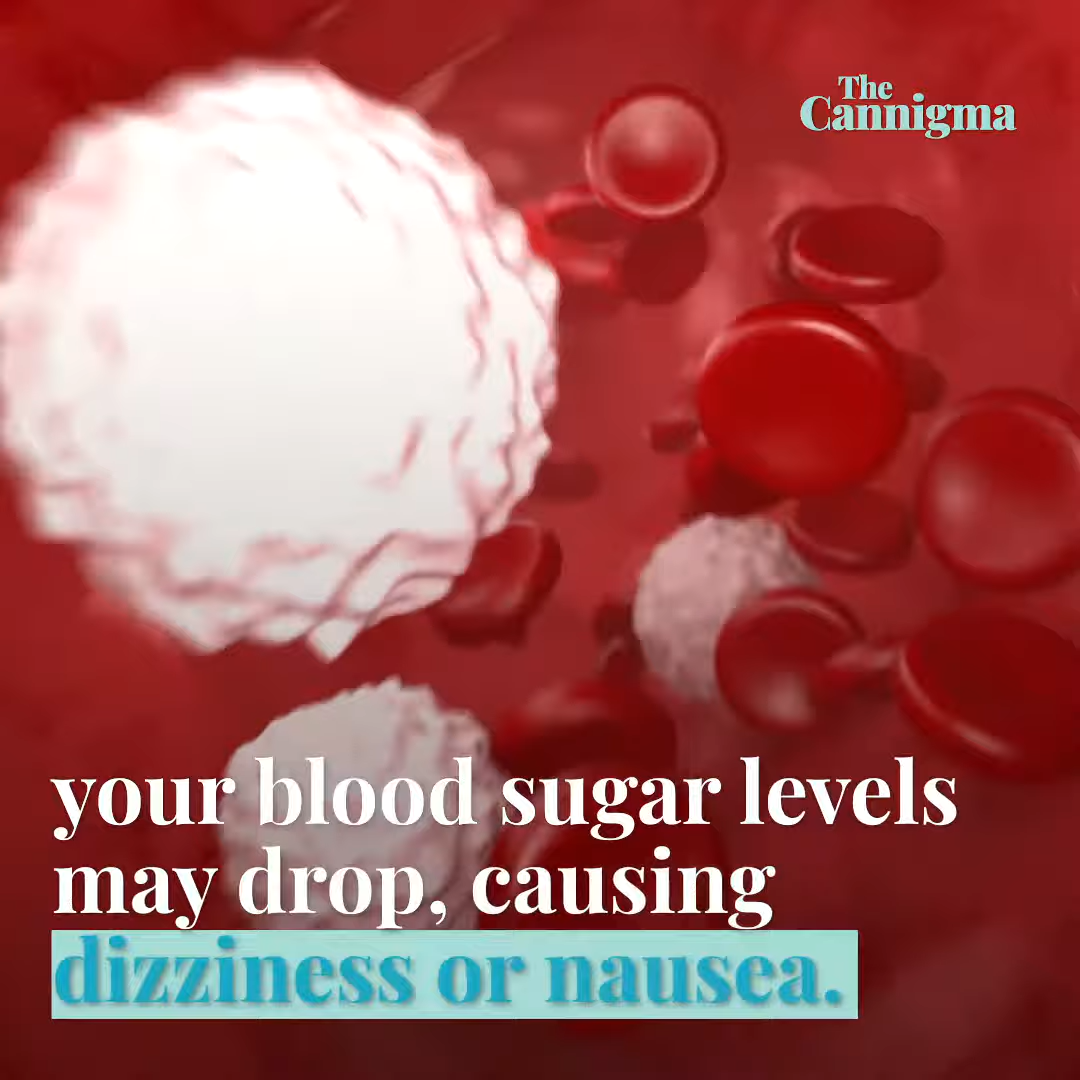 The
Cannigma
your blood sugar levels
may drop, causing
dizziness or nausea.